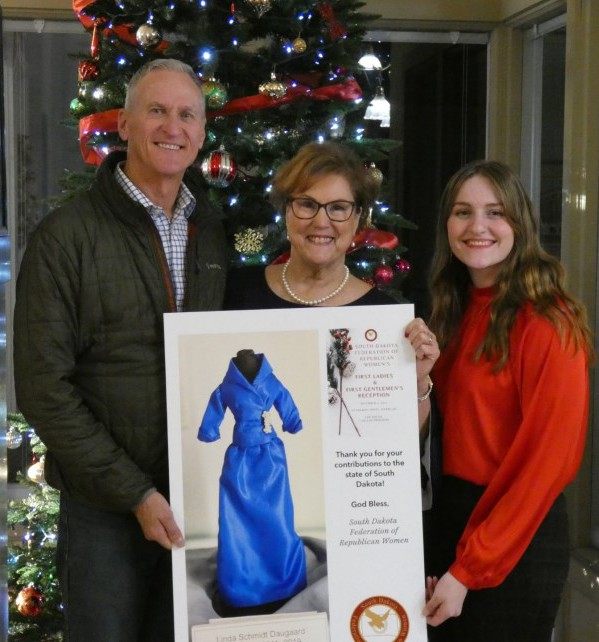 SOUTH DAKOTA
FEDERATION OF
REPUBLICAN
WOMEN'S
FIRST LADIES
&
FIRST GENTLEMEN'S
RECEPTION
Thank you for your
contributions to the
state of South
Dakota!
God Bless,
South Dakota
Federation of
Republican Women
Linda Schmidt Daugaard